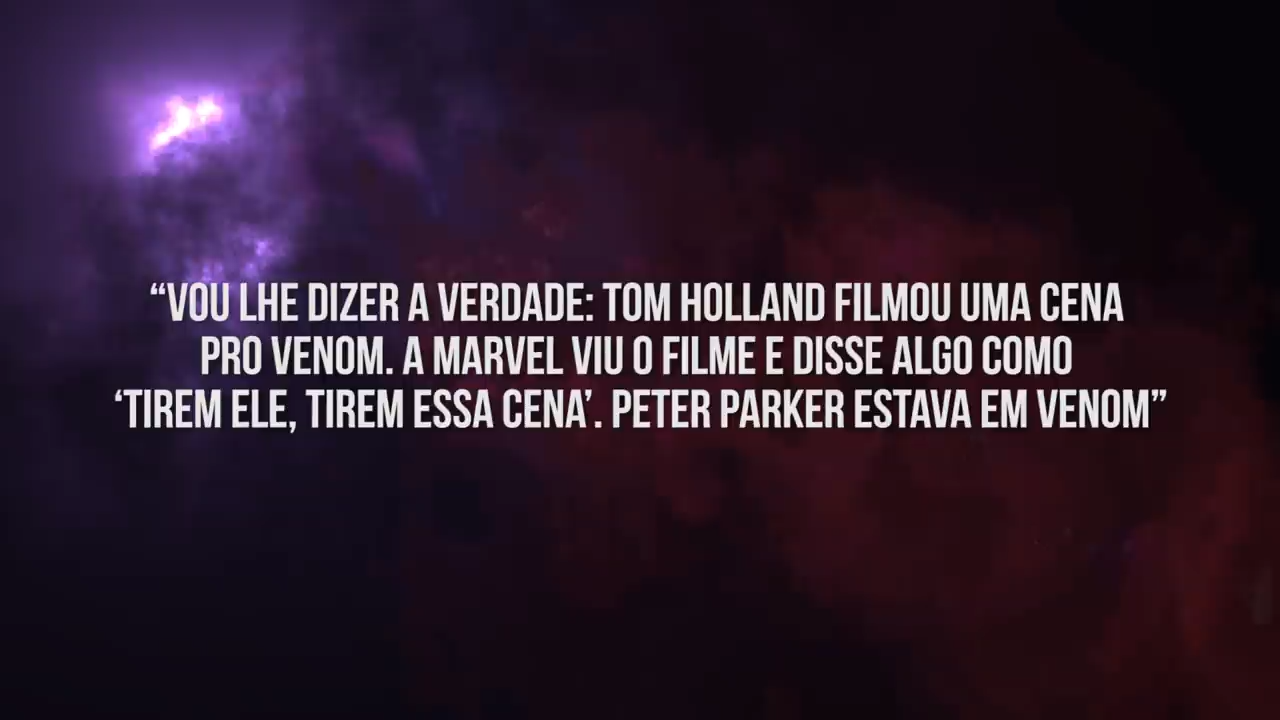 “VOU LHE DIZER A VERDADE: TOM HOLLAND FILMOU UMA CENA
PRO VENOM. A MARVEL VIU O FILME E DISSE ALGO COMO
‘TIREM ELE, TIREM ESSA CENA’. PETER PARKER ESTAVA EM VENOM”